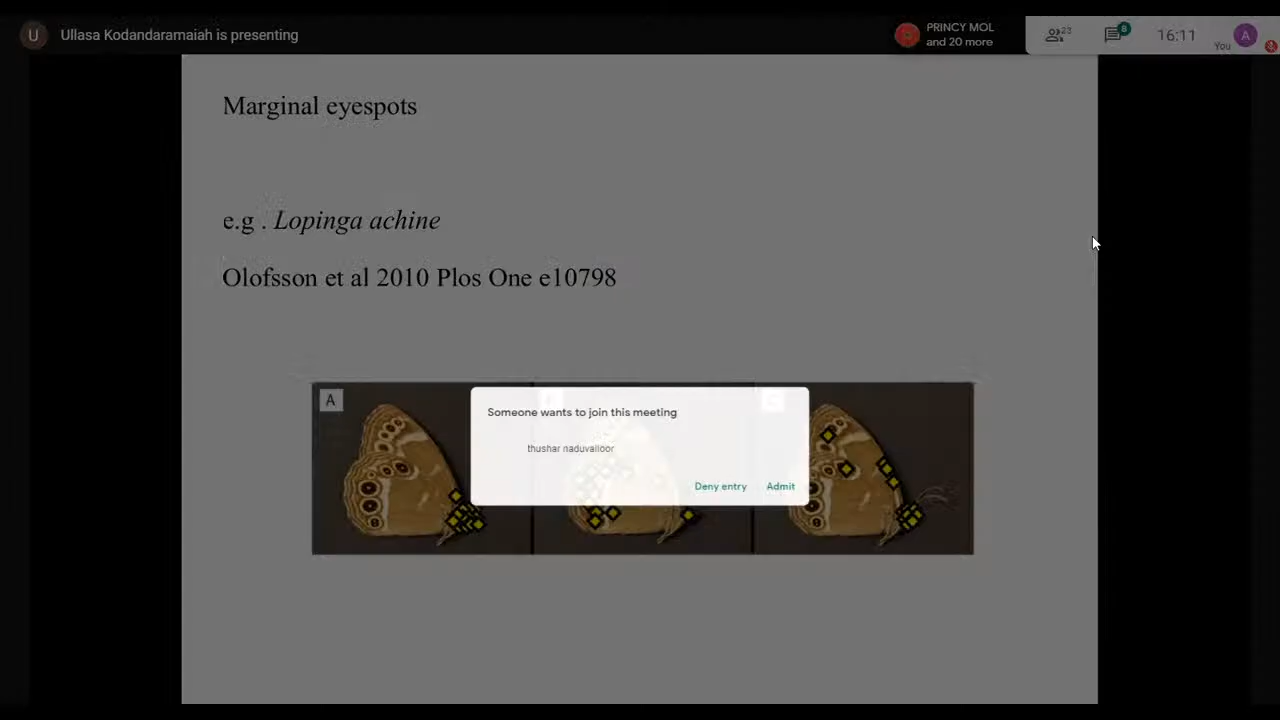 U
Ullasa Kodandaramaiah is presenting
PRINCY MOL
and 20 more
23
8
16:11
You
A
Marginal eyespots
e.g . Lopinga achine
Olofsson et al 2010 Plos One e10798
A
Someone wants to join this meeting
thushar naduvalloor
Deny entry
Admit